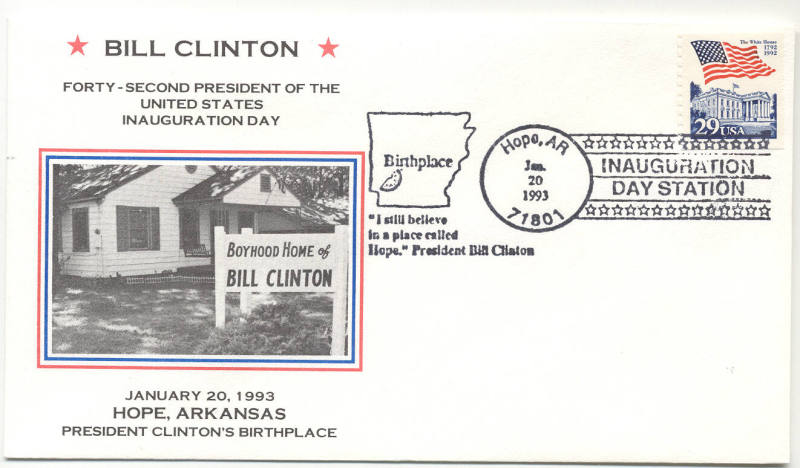 BILL CLINTON
FORTY-SECOND PRESIDENT OF THE
UNITED STATES
INAUGURATION DAY
BOYHOOD HOME of
BILL CLINTON
JANUARY 20, 1993
HOPE, ARKANSAS
PRESIDENT CLINTON'S BIRTHPLACE
Birthplace
"I still believe
in a place called
Hope." President Bill Clinton
Hope, AR
Jan.
20
1993
71801
INAUGURATION
DAY STATION
The White House
1792
1992
29USA